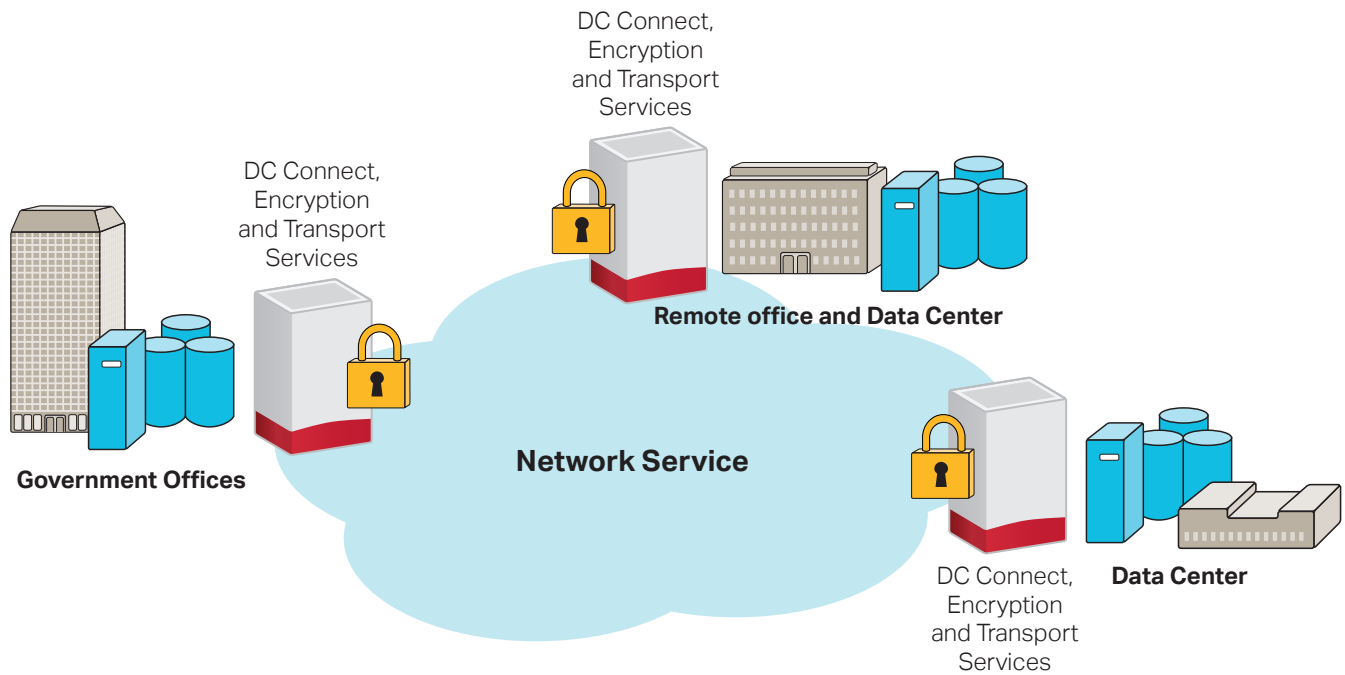 DC Connect,
Encryption
and Transport
Services
DC Connect,
Encryption
and Transport
Services
Remote office and Data Center
Government Offices
Network Service
DC Connect,
Encryption
and Transport
Services
Data Center